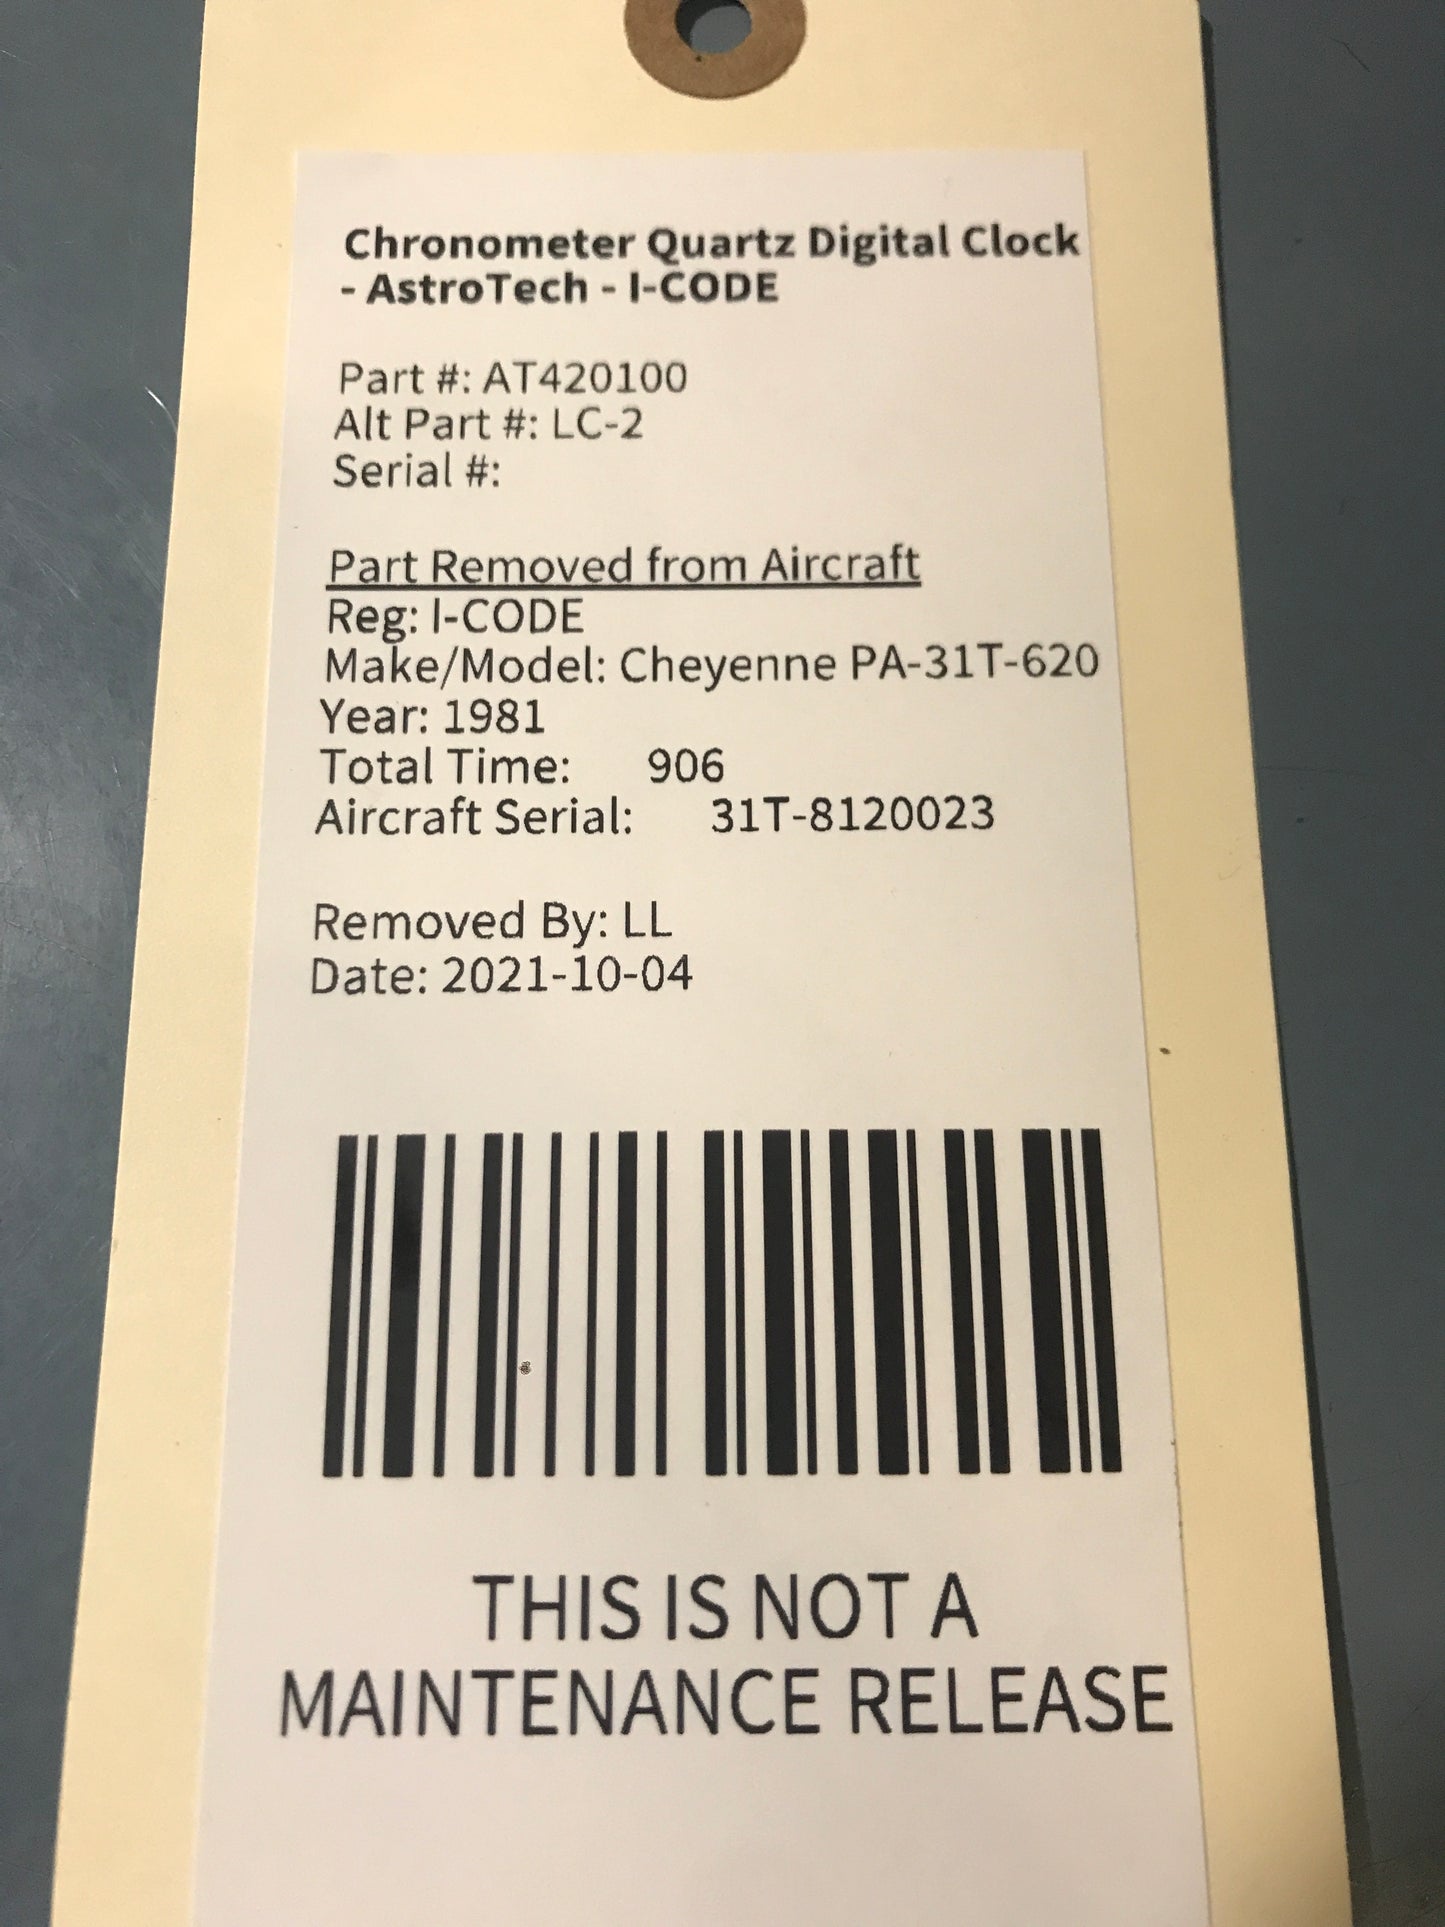 Chronometer Quartz Digital Clock
- AstroTech - I-CODE
Part #: AT420100
Alt Part #: LC-2
Serial #:
Part Removed from Aircraft
Reg: I-CODE
Make/Model: Cheyenne PA-31T-620
Year: 1981
Total Time: 906
Aircraft Serial: 31T-8120023
Removed By: LL
Date: 2021-10-04
THIS IS NOT A
MAINTENANCE RELEASE